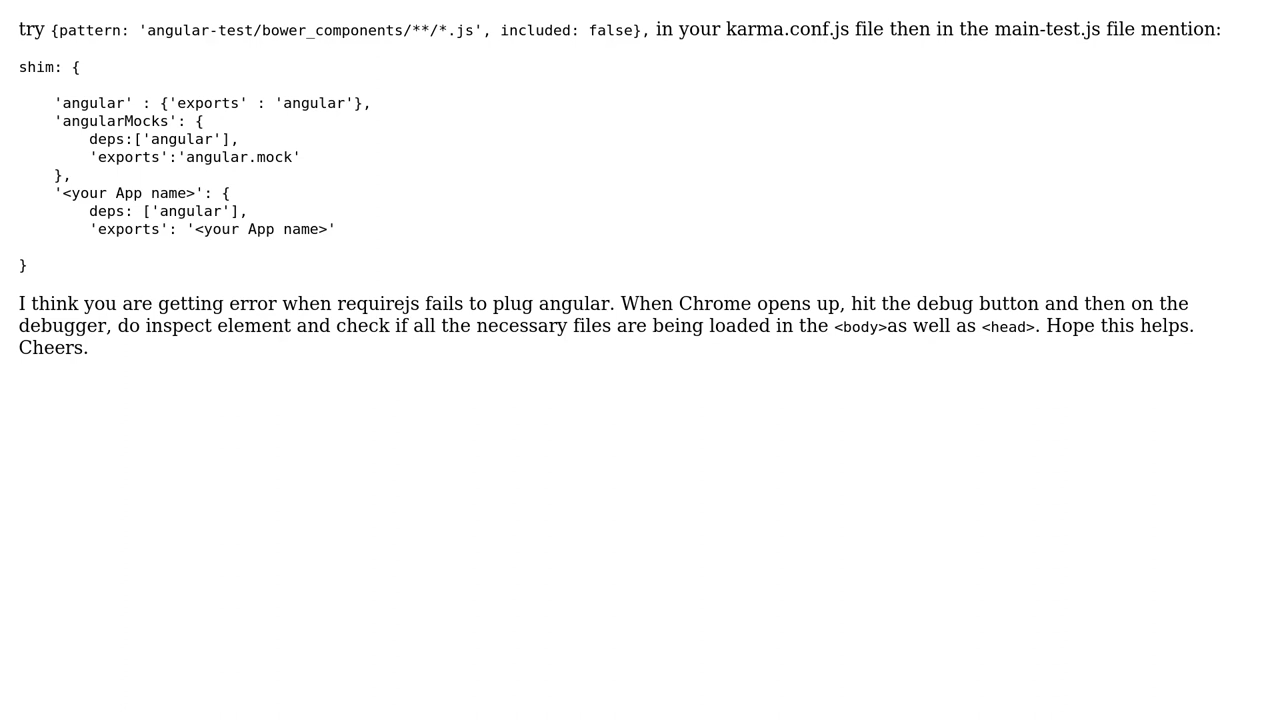 try {pattern: 'angular-test/bower_components/**/*.js', included: false}, in your karma.conf.js file then in the main-test.js file mention:
shim: {
    'angular' : {'exports' : 'angular'},
    'angularMocks': {
        deps:['angular'],
        'exports':'angular.mock'
    },
    '<your App name>': {
        deps: ['angular'],
        'exports': '<your App name>'
}
I think you are getting error when requirejs fails to plug angular. When Chrome opens up, hit the debug button and then on the
debugger, do inspect element and check if all the necessary files are being loaded in the <body>as well as <head>. Hope this helps.
Cheers.